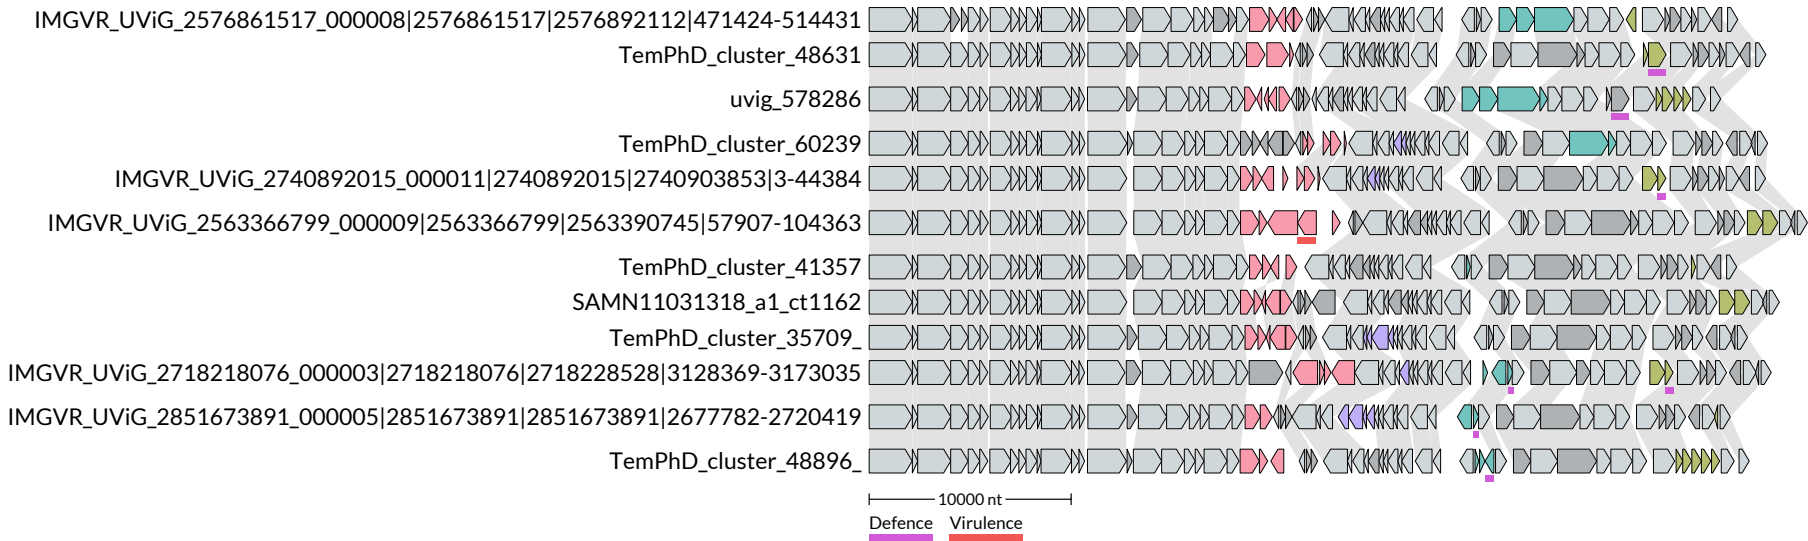 IMGVR_UViG_2576861517_000008|2576861517|2576892112|471424-514431
TemPhD_cluster_48631
uvig_578286
TemPhD_cluster_60239
IMGVR_UViG_2740892015_000011|2740892015|2740903853|3-44384
IMGVR_UViG_2563366799_000009|2563366799|2563390745|57907-104363
TemPhD_cluster_41357
SAMN11031318_a1_ct1162
TemPhD_cluster_35709_
IMGVR_UViG_2718218076_000003|2718218076|2718228528|3128369-3173035
IMGVR_UViG_2851673891_000005|2851673891|2851673891|2677782-2720419
TemPhD_cluster_48896_
10000 nt
Defence Virulence